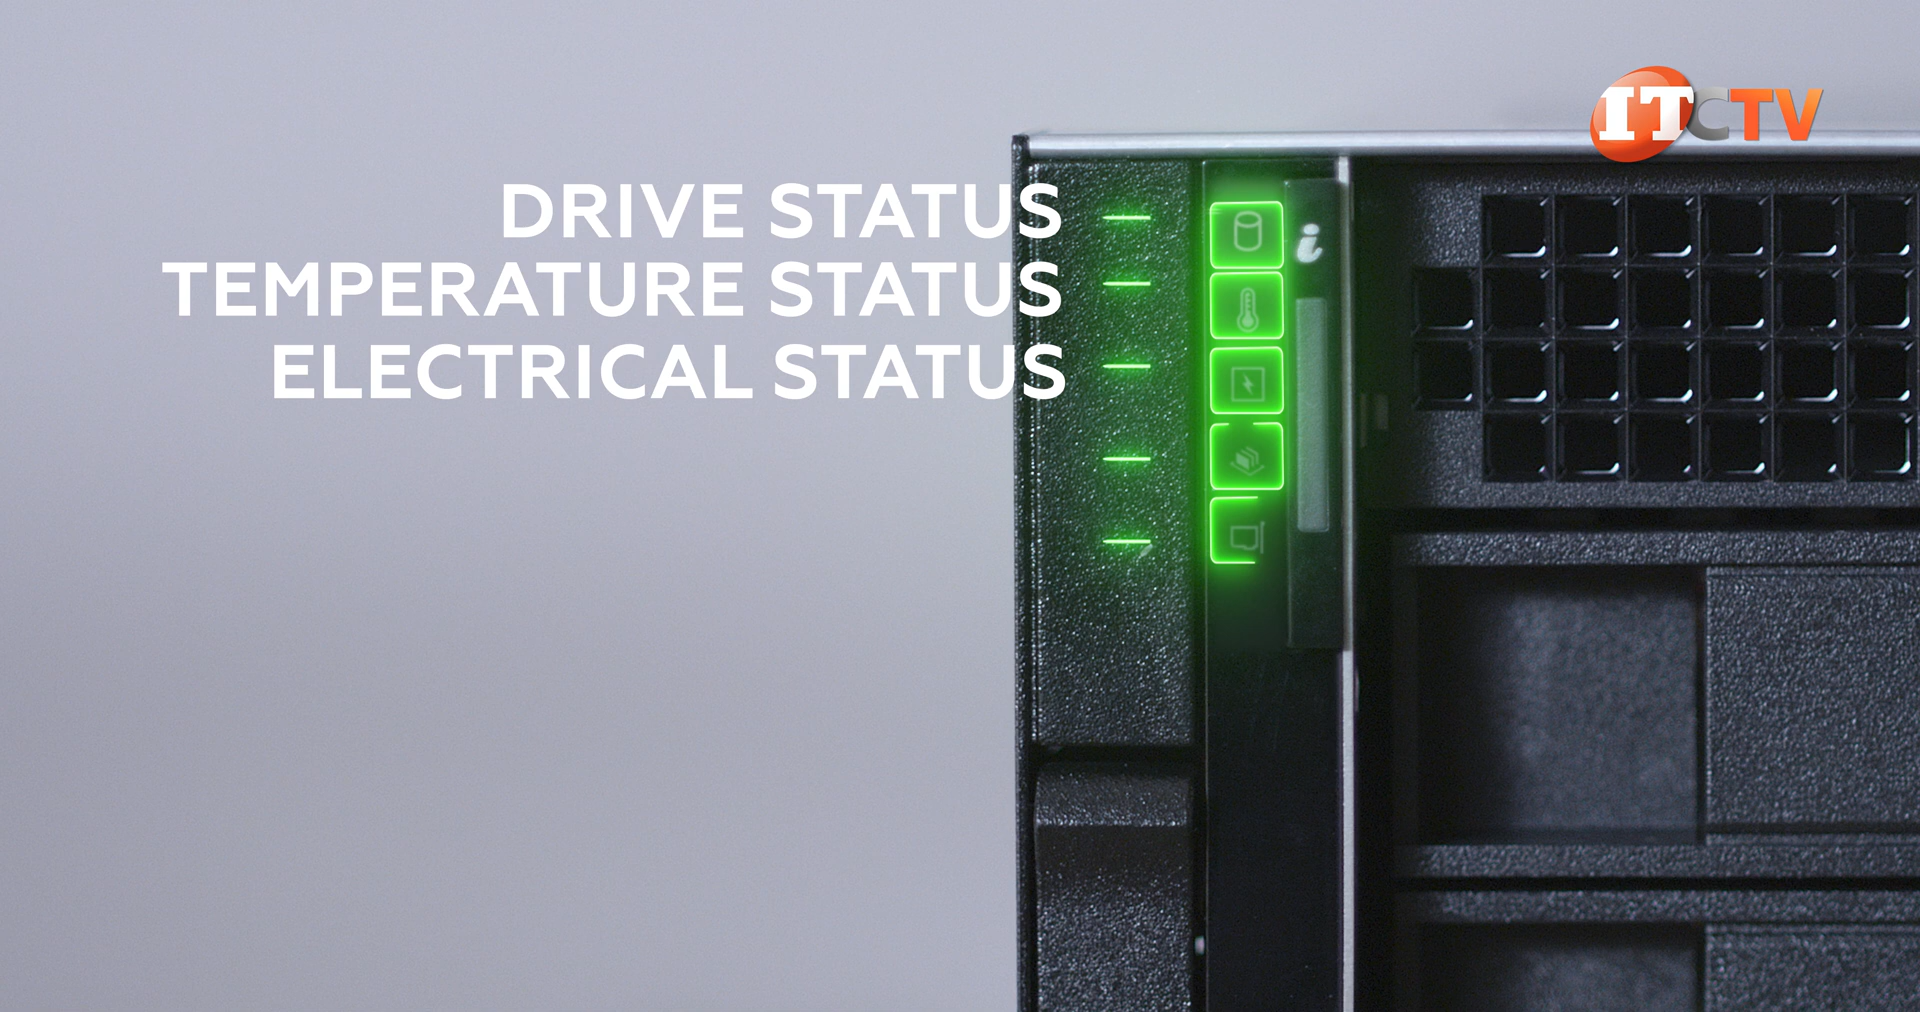 ITCTV
DRIVE STATUS
TEMPERATURE STATUS
ELECTRICAL STATUS
i